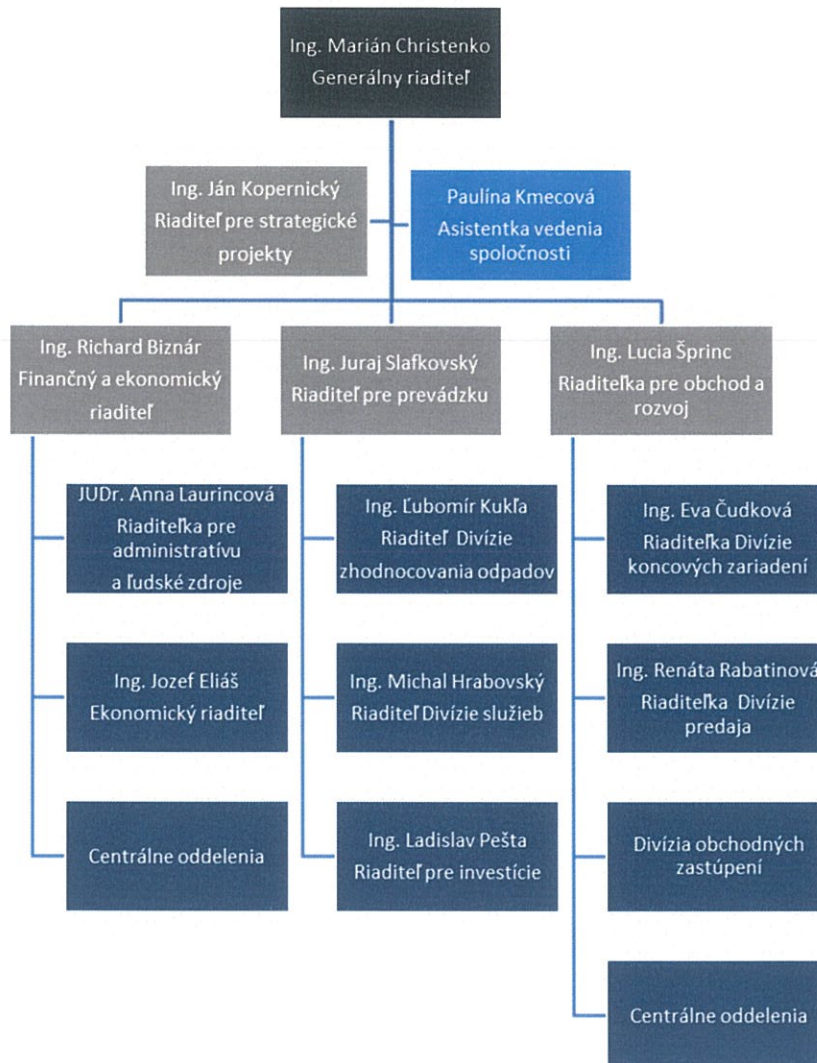 Ing. Marián Christenko
Generálny riaditeľ
Ing. Ján Kopernický
Riaditeľ pre strategické
projekty
Paulína Kmecová
Asistentka vedenia
spoločnosti
Ing. Richard Biznár
Finančný a ekonomický
riaditeľ
Ing. Juraj Slafkovský
Riaditeľ pre prevádzku
Ing. Lucia Šprinc
Riaditeľka pre obchod a
rozvoj
JUDr. Anna Laurincová
Riaditeľka pre
administratívu
a ľudské zdroje
Ing. Ľubomír Kukľa
Riaditeľ Divízie
zhodnocovania odpadov
Ing. Eva Čudková
Riaditeľka Divízie
koncových zariadení
Ing. Jozef Eliáš
Ekonomický riaditeľ
Ing. Michal Hrabovský
Riaditeľ Divízie služieb
Ing. Renáta Rabatinová
Riaditeľka Divízie
predaja
Centrálne oddelenia
Ing. Ladislav Pešta
Riaditeľ pre investície
Divízia obchodných
zastúpení
Centrálne oddelenia